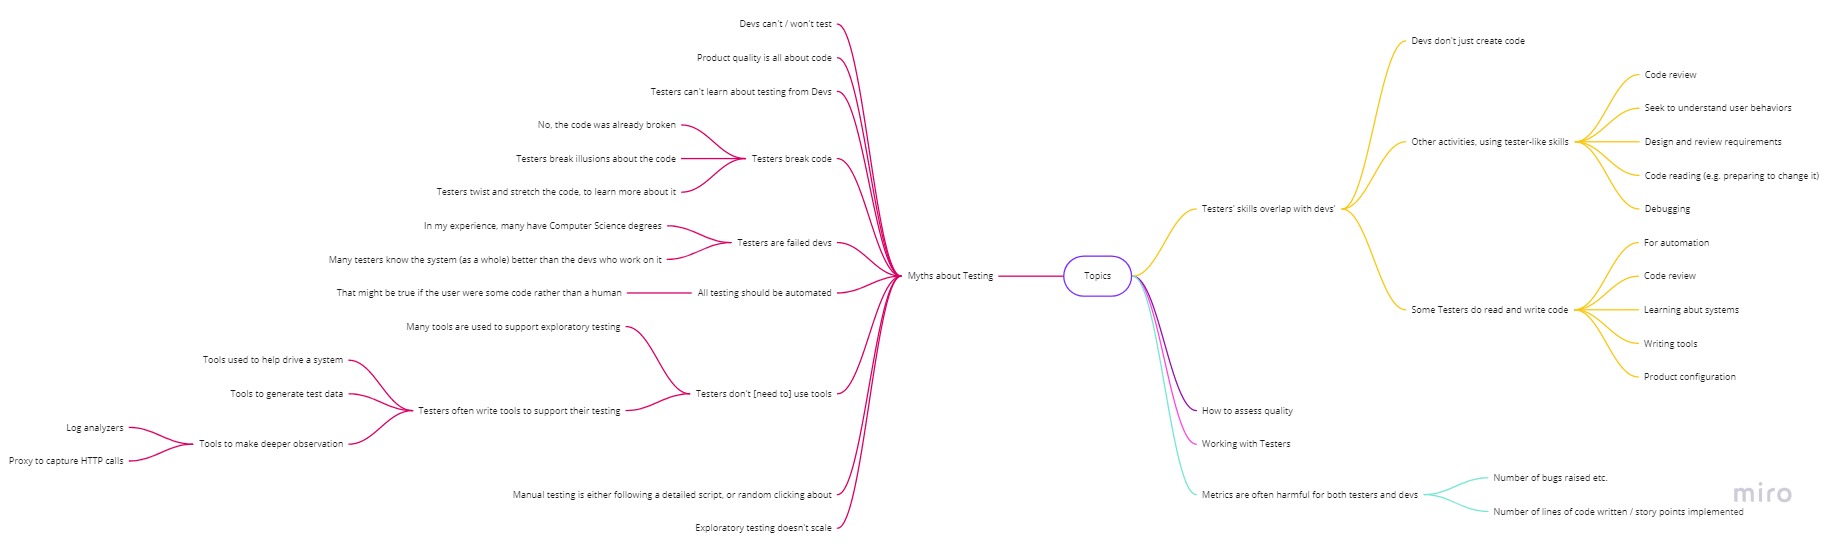 Devs can't / won't test
Product quality is all about code
Testers can't learn about testing from Devs
No, the code was already broken
Testers break illusions about the code
Testers break code
Testers twist and stretch the code, to learn more about it
In my experience, many have Computer Science degrees
Testers are failed devs
Many testers know the system (as a whole) better than the devs who work on it
Myths about Testing
That might be true if the user were some code rather than a human
All testing should be automated
Many tools are used to support exploratory testing
Tools used to help drive a system
Tools to generate test data
Testers don't [need to] use tools
Testers often write tools to support their testing
Log analyzers
Tools to make deeper observation
Proxy to capture HTTP calls
Manual testing is either following a detailed script, or random clicking about
Exploratory testing doesn't scale
Topics
Devs don't just create code
Code review
Seek to understand user behaviors
Other activities, using tester-like skills
Design and review requirements
Code reading (e.g. preparing to change it)
Debugging
Testers' skills overlap with devs'
For automation
Code review
Some Testers do read and write code
Learning abut systems
Writing tools
Product configuration
How to assess quality
Working with Testers
Metrics are often harmful for both testers and devs
Number of bugs raised etc.
Number of lines of code written / story points implemented
miro